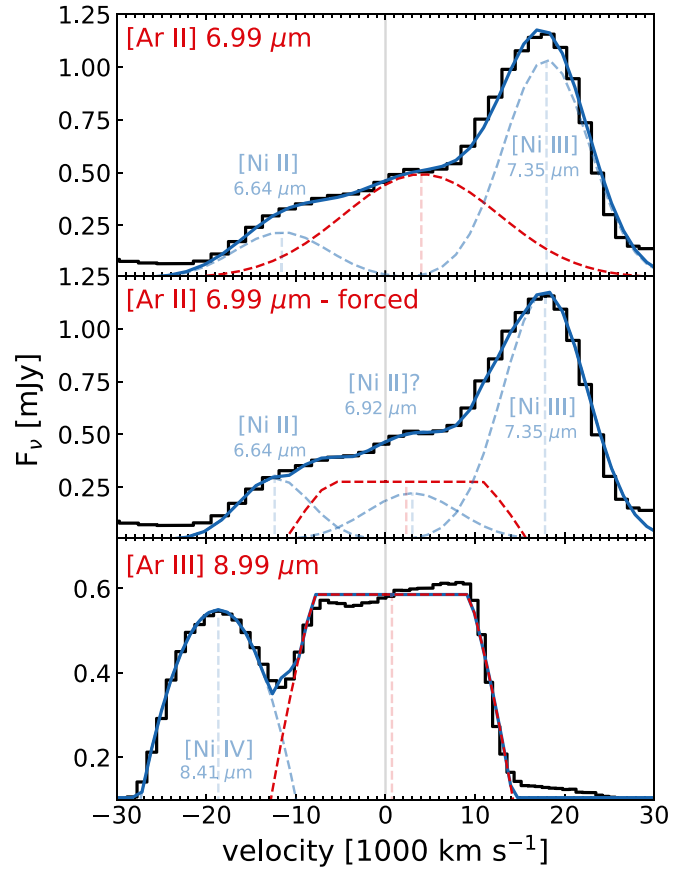 [Ar II] 6.99 μm
[Ni II]
6.64 μm
[Ni III]
7.35 μm
1.25
1.00
0.75
0.50
0.25
[Ar II] 6.99 μm - forced
[Ni II]?
6.92 μm
[Ni II]
6.64 μm
[Ni III]
7.35 μm
1.25
1.00
0.75
0.50
0.25
Fν [mJy]
[Ar III] 8.99 μm
[Ni IV]
8.41 μm
0.6
0.4
0.2
−30 −20 −10 0 10 20 30
velocity [1000 km s⁻¹]